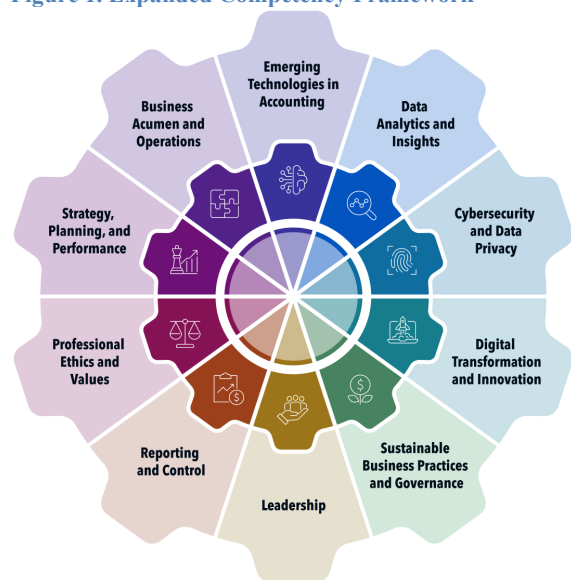 Figure 1. Expanded Competency Framework
Emerging
Technologies in
Accounting
Data
Analytics and
Insights
Cybersecurity
and Data
Privacy
Digital
Transformation
and Innovation
Sustainable
Business Practices
and Governance
Leadership
Reporting
and Control
Professional
Ethics and
Values
Strategy,
Planning, and
Performance
Business
Acumen and
Operations